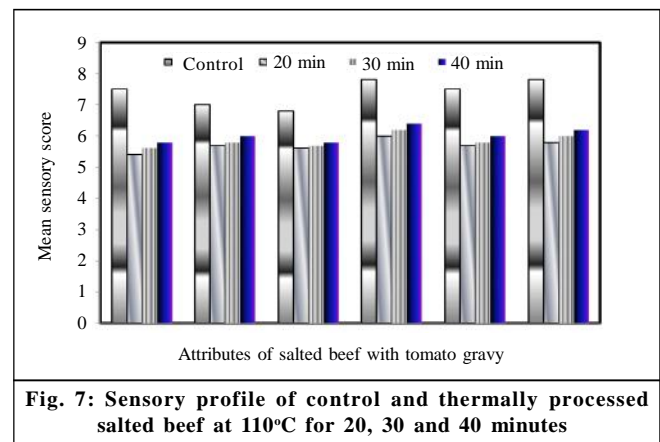 9
8
7
6
5
4
3
2
1
0
Mean sensory score
Control 20 min 30 min 40 min
Attributes of salted beef with tomato gravy
Fig. 7: Sensory profile of control and thermally processed
salted beef at 110°C for 20, 30 and 40 minutes